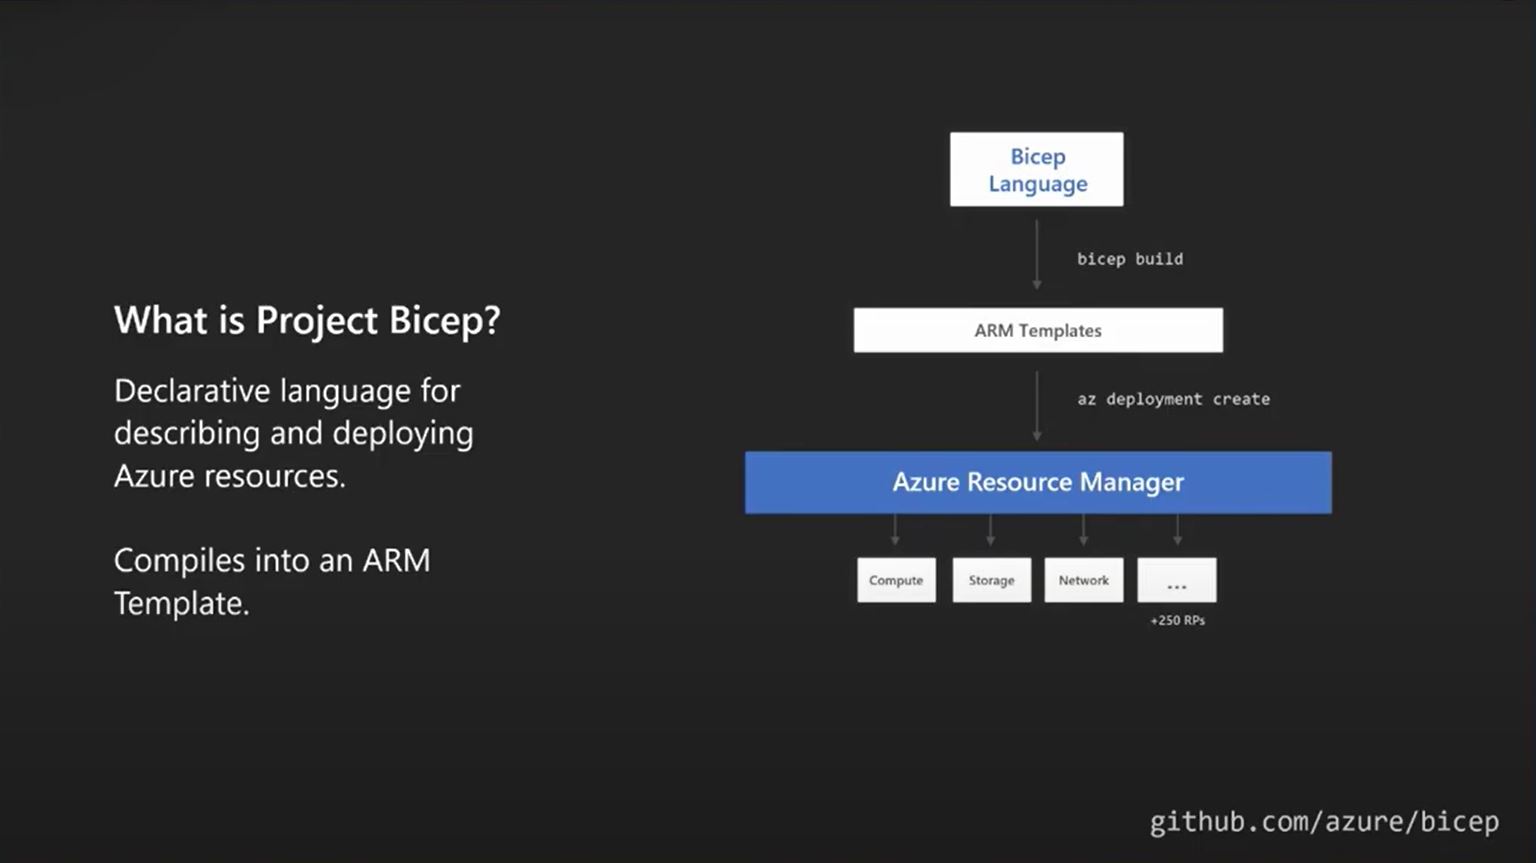 What is Project Bicep?
Declarative language for
describing and deploying
Azure resources.
Compiles into an ARM
Template.
Bicep
Language
bicep build
ARM Templates
az deployment create
Azure Resource Manager
Compute
Storage
Network
...
+250 RPs
github.com/azure/bicep